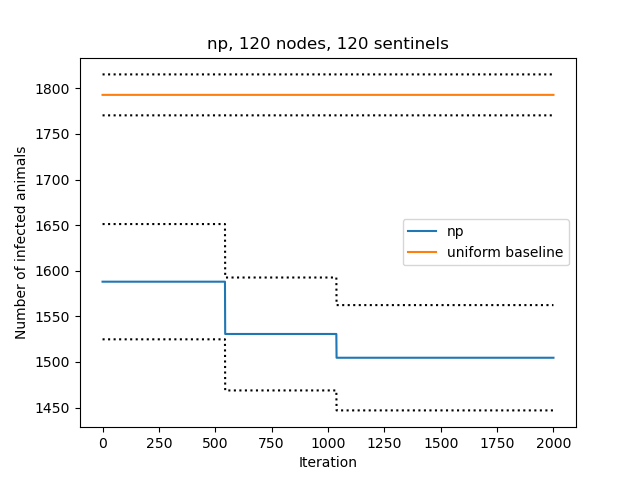 np, 120 nodes, 120 sentinels
1800
1750
1700
1650
1600
1550
1500
1450
Number of infected animals
np
uniform baseline
0 250 500 750 1000 1250 1500 1750 2000
Iteration